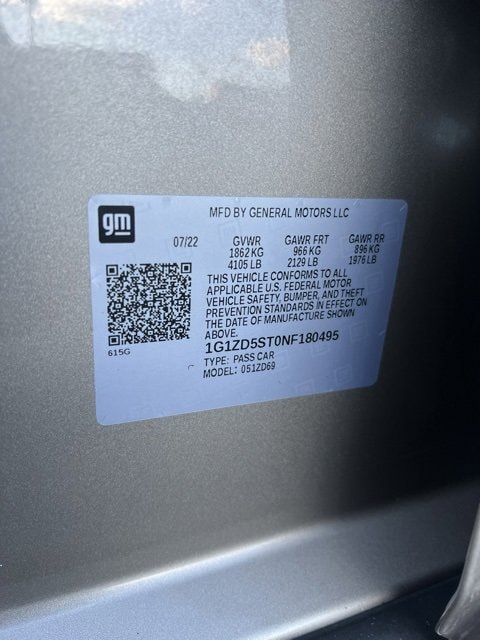 gm
MFD BY GENERAL MOTORS LLC
07/22 GVWR GAWR FRT GAWR RR
1862 KG 966 KG 896 KG
4105 LB 2129 LB 1976 LB
THIS VEHICLE CONFORMS TO ALL
APPLICABLE U.S. FEDERAL MOTOR
VEHICLE SAFETY, BUMPER, AND THEFT
PREVENTION STANDARDS IN EFFECT ON
THE DATE OF MANUFACTURE SHOWN
ABOVE.
615G
1G1ZD5ST0NF180495
TYPE: PASS CAR
MODEL: 051ZD69